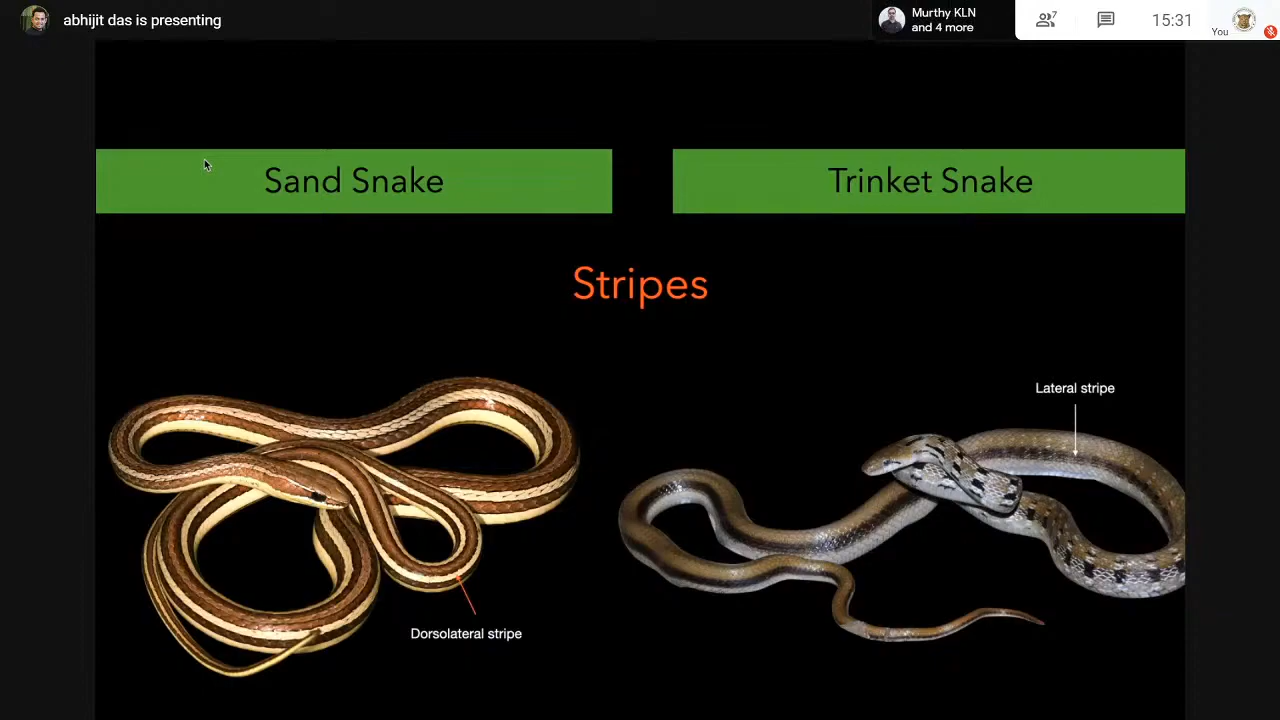 abhijit das is presenting
Murthy KLN
and 4 more
7
15:31
You
Sand Snake
Trinket Snake
Stripes
Lateral stripe
Dorsolateral stripe